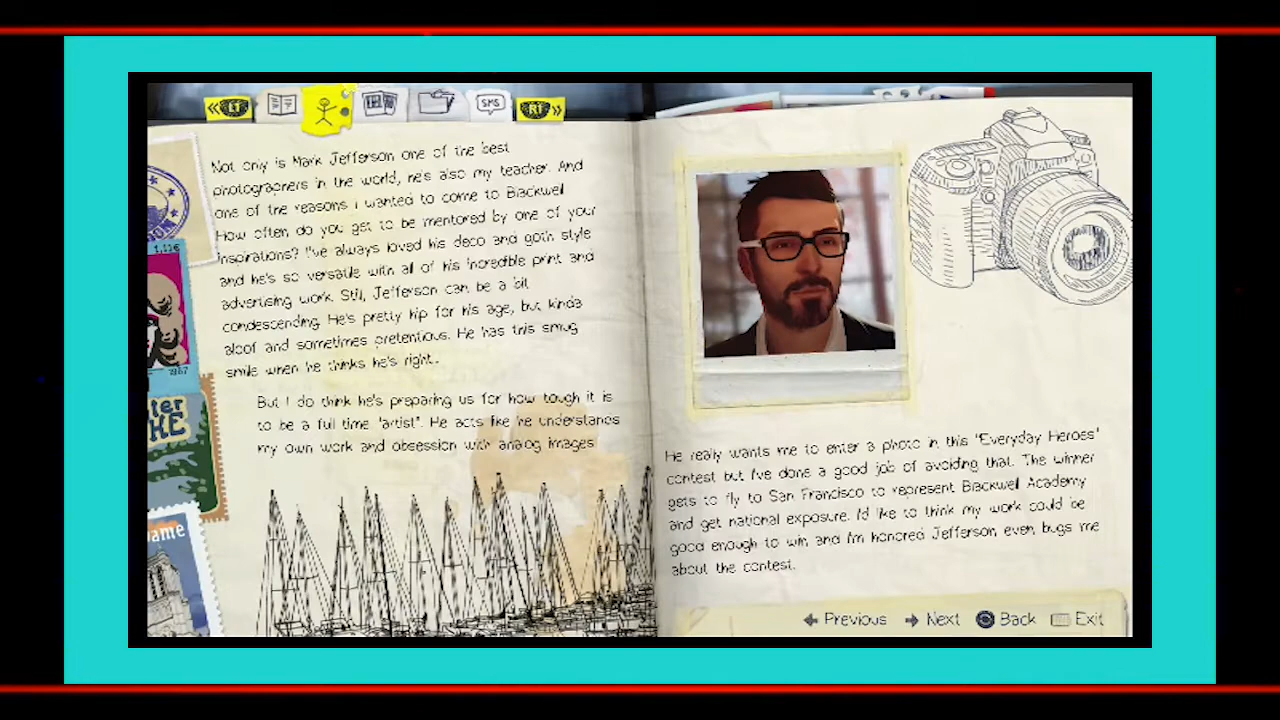 LT
SMS
RT
Not only is Mark Jefferson one of the best
photographers in the world, he's also my teacher. And
one of the reasons I wanted to come to Blackwell
How often do you get to be mentored by one of your
inspirations? I've always loved his deco and goth style
and he's so versatile with all of his incredible print and
advertising work. Still, Jefferson can be a bit
condescending. He's pretty hip for his age, but kinda
aloof and sometimes pretentious. He has this smug
smile when he thinks he's right...
But I do think he's preparing us for how tough it is
to be a full time "artist". He acts like he understands
my own work and obsession with analog images
1,11€
1967
ame
He really wants me to enter a photo in this "Everyday Heroes"
contest but I've done a good job of avoiding that. The winner
gets to fly to San Francisco to represent Blackwell Academy
and get national exposure. I'd like to think my work could be
good enough to win and I'm honored Jefferson even bugs me
about the contest.
Previous Next Back Exit